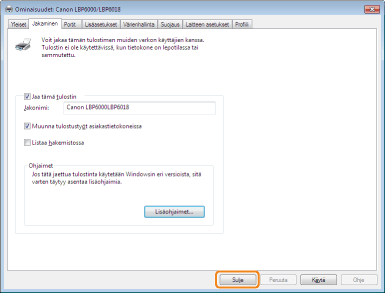 Ominaisuudet: Canon LBP6000/LBP6018
Yleiset Jakaminen Portit Lisäasetukset Värienhallinta Suojaus Laitteen asetukset Profiili
Voit jakaa tämän tulostimen muiden verkon käyttäjien kanssa.
Tulostin ei ole käytettävissä, kun tietokone on lepotilassa tai
sammutettu.
Jaa tämä tulostin
Jakonimi: Canon LBP6000LBP6018
Muunna tulostustyöt asiakastietokoneissa
Listaa hakemistossa
Ohjaimet
Jos tätä jaettua tulostinta käytetään Windowsin eri versioista, sitä
varten täytyy asentaa lisäohjaimia.
Lisäohjaimet...
Sulje Peruuta Käytä Ohje